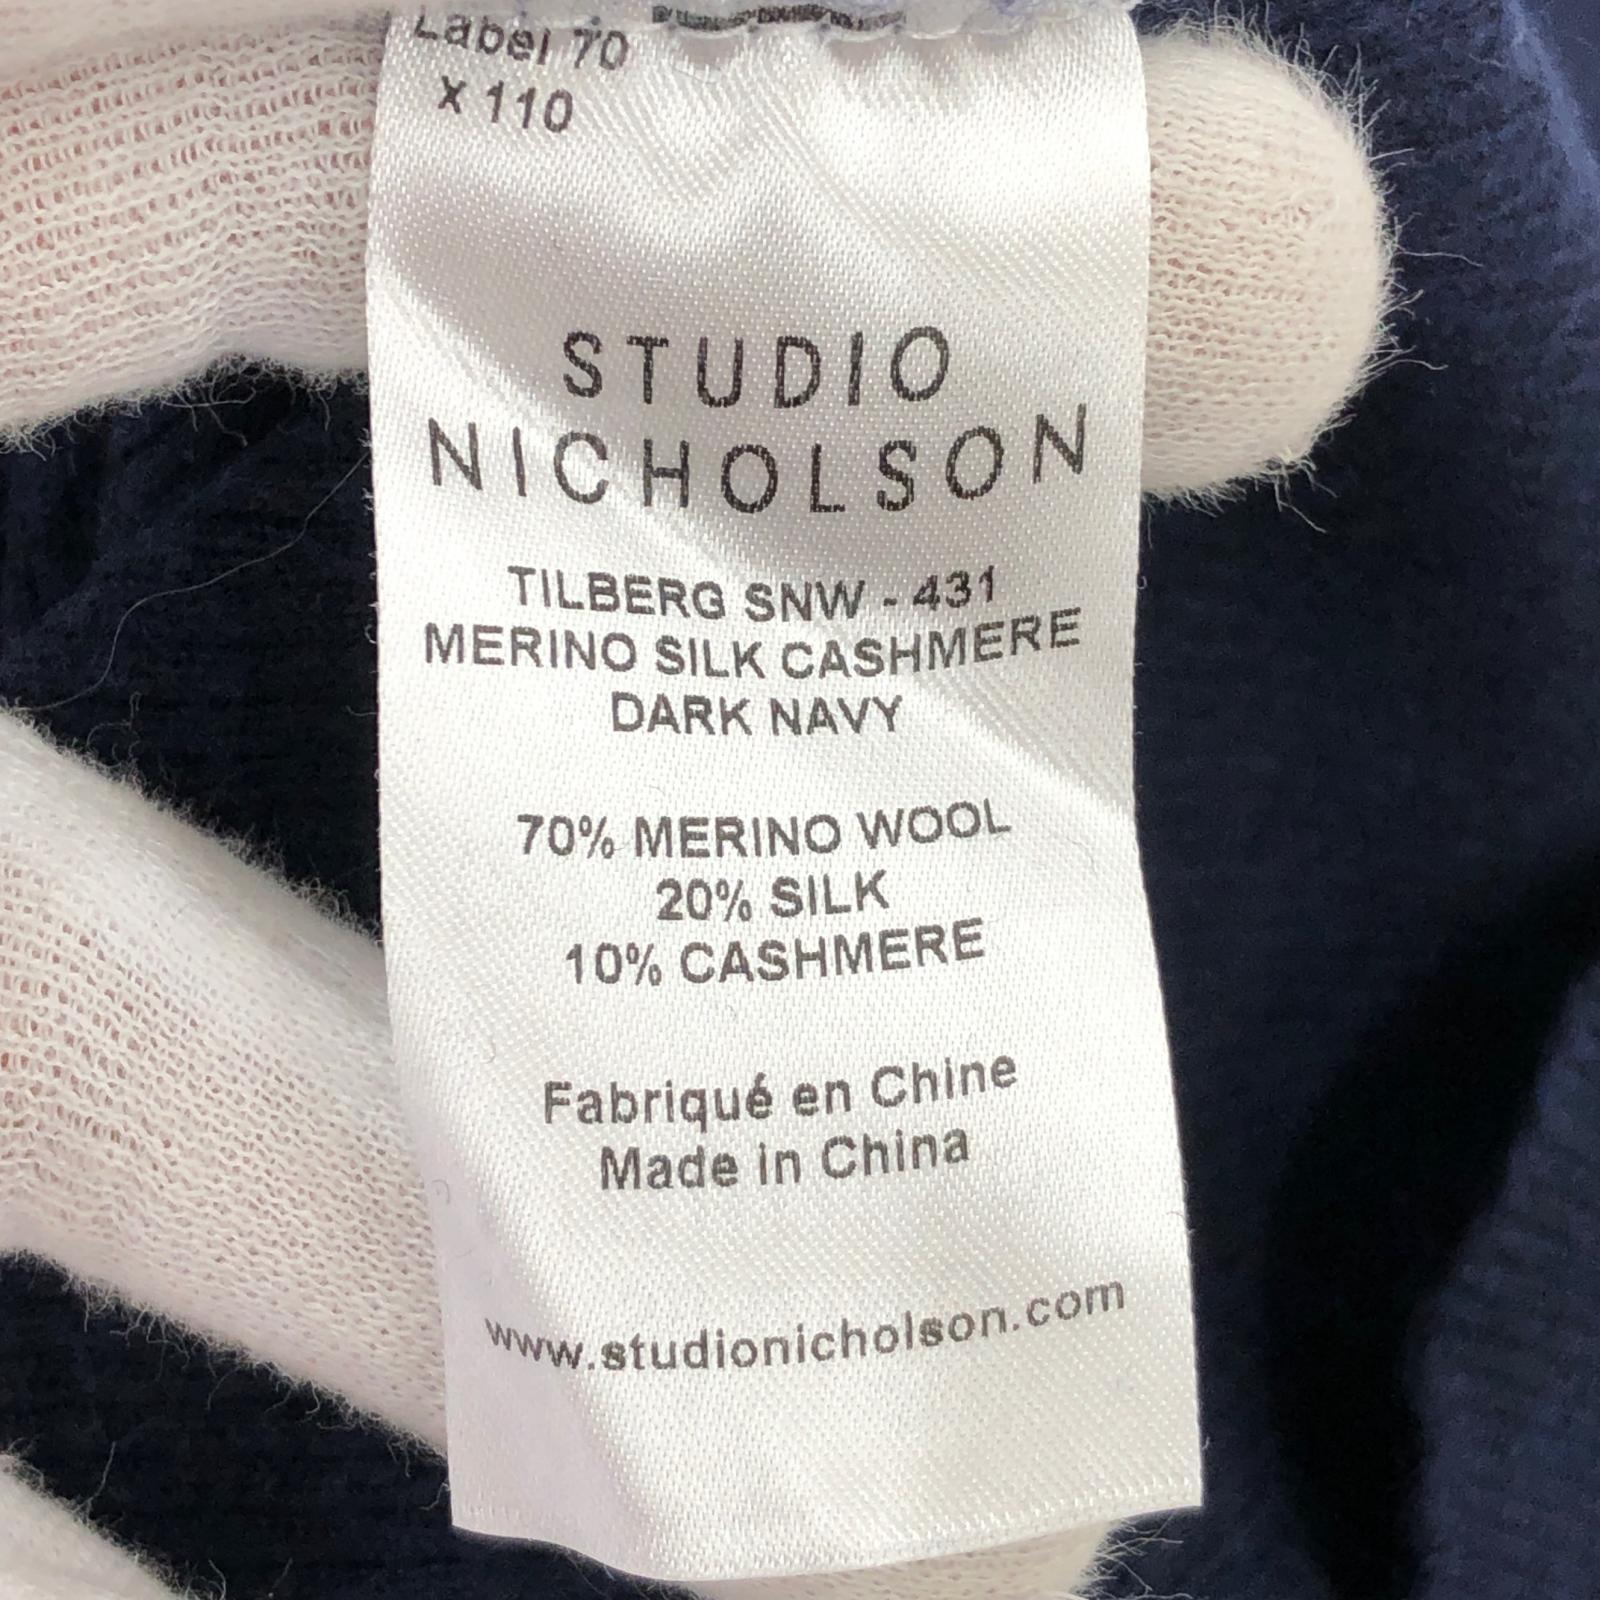 Label 70
x 110
STUDIO
NICHOLSON
TILBERG SNW - 431
MERINO SILK CASHMERE
DARK NAVY
70% MERINO WOOL
20% SILK
10% CASHMERE
Fabriqué en Chine
Made in China
www.studionicholson.com